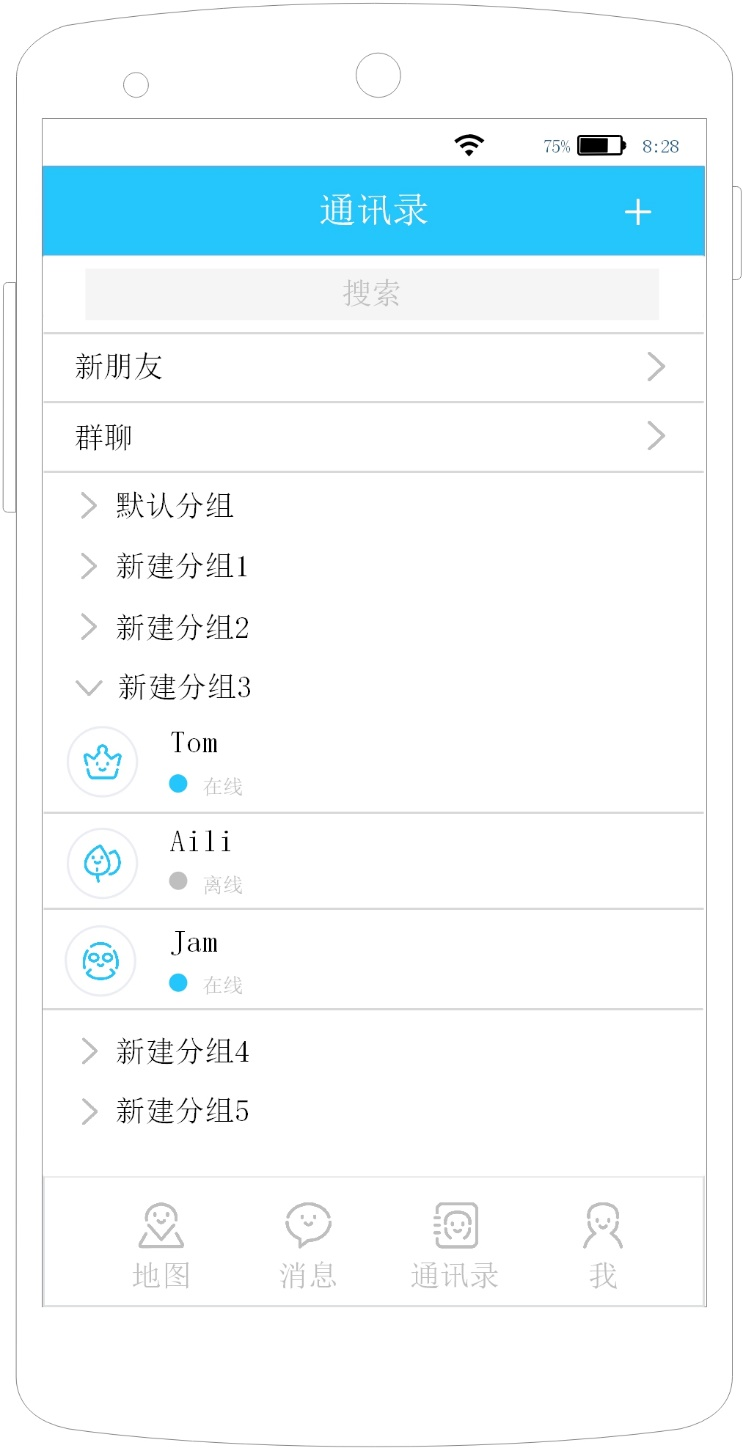 75% 8:28
通讯录 +
搜索
新朋友
群聊
默认分组
新建分组1
新建分组2
新建分组3
Tom
在线
Aili
离线
Jam
在线
新建分组4
新建分组5
地图 消息 通讯录 我